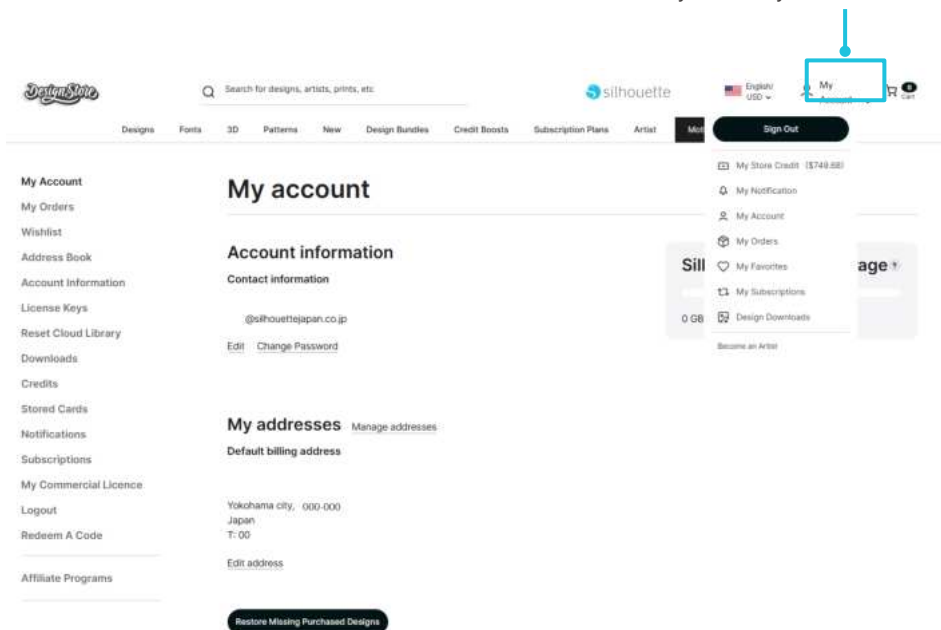 DesignStore
Search for designs, artists, prints, etc
silhouette
English/
USD
My
0
Cart
Designs Fonts 3D Patterns New Design Bundles Credit Boosts Subscription Plans Artist
Sign Out
My Store Credit ($749.68)
My Notification
My Account
My Orders
My Favorites
My Subscriptions
Design Downloads
Become an Artist
My Account
My Orders
Wishlist
Address Book
Account Information
License Keys
Reset Cloud Library
Downloads
Credits
Stored Cards
Notifications
Subscriptions
My Commercial Licence
Logout
Redeem A Code
Affiliate Programs
My account
Account information
Contact information
@silhouettejapan.co.jp
Edit Change Password
Sill age
0 GB
My addresses Manage addresses
Default billing address
Yokohama city, 000-000
Japan
T: 00
Edit address
Restore Missing Purchased Designs